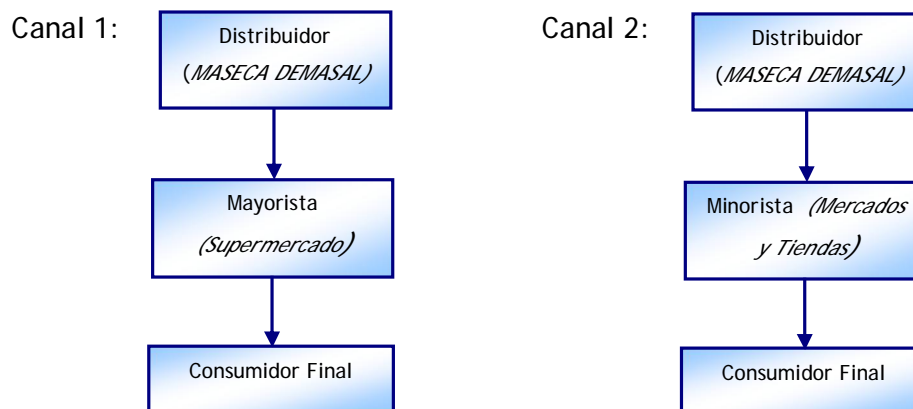 Canal 1:
Distribuidor
(MASECA DEMASAL)
Mayorista
(Supermercado)
Consumidor Final
Canal 2:
Distribuidor
(MASECA DEMASAL)
Minorista (Mercados
y Tiendas)
Consumidor Final